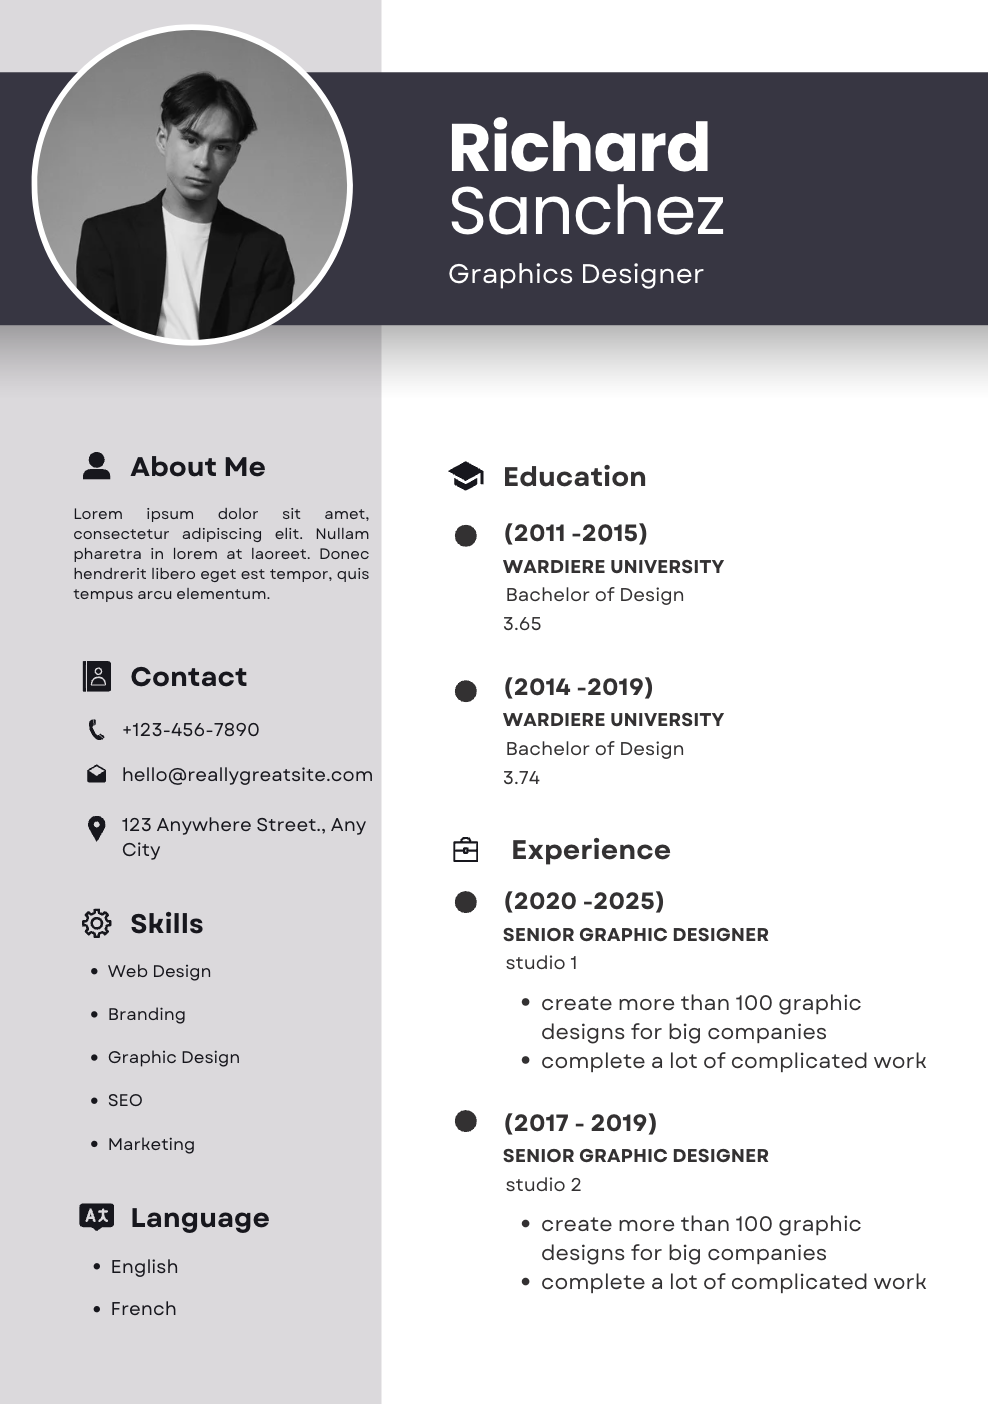 Richard
Sanchez
Graphics Designer
About Me
Lorem ipsum dolor sit amet,
consectetur adipiscing elit. Nullam
pharetra in lorem at laoreet. Donec
hendrerit libero eget est tempor, quis
tempus arcu elementum.
Contact
+123-456-7890
hello@reallygreatsite.com
123 Anywhere Street., Any
City
Skills
• Web Design
• Branding
• Graphic Design
• SEO
• Marketing
Language
• English
• French
Education
(2011 -2015)
WARDIERE UNIVERSITY
Bachelor of Design
3.65
(2014 -2019)
WARDIERE UNIVERSITY
Bachelor of Design
3.74
Experience
(2020 -2025)
SENIOR GRAPHIC DESIGNER
studio 1
• create more than 100 graphic
designs for big companies
• complete a lot of complicated work
(2017 - 2019)
SENIOR GRAPHIC DESIGNER
studio 2
• create more than 100 graphic
designs for big companies
• complete a lot of complicated work